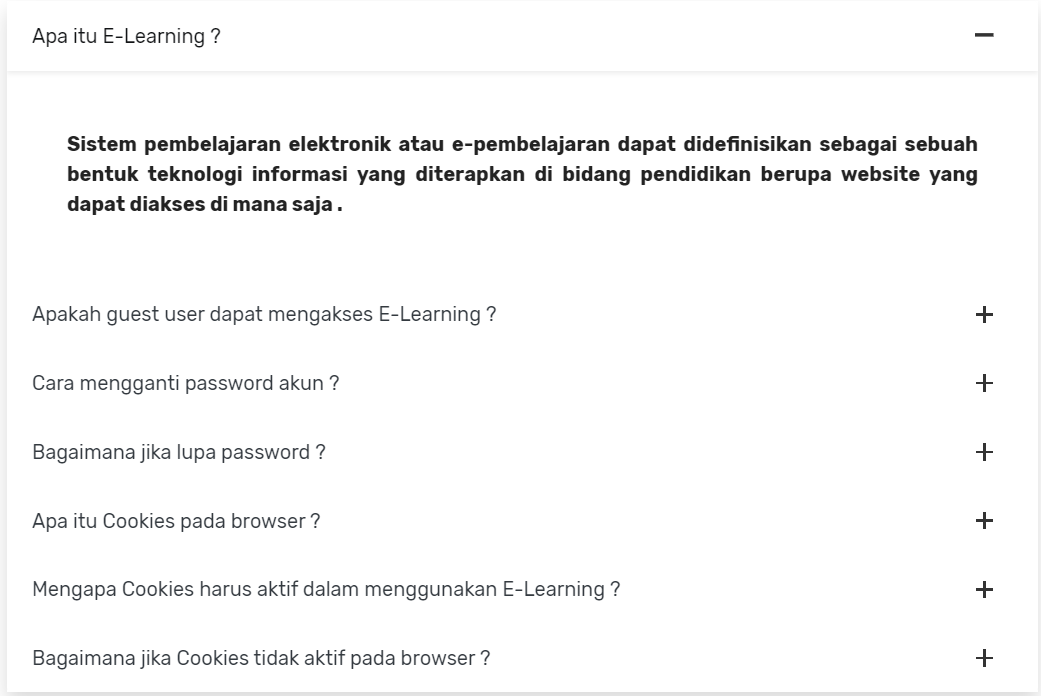 Apa itu E-Learning ?
Sistem pembelajaran elektronik atau e-pembelajaran dapat didefinisikan sebagai sebuah
bentuk teknologi informasi yang diterapkan di bidang pendidikan berupa website yang
dapat diakses di mana saja .
Apakah guest user dapat mengakses E-Learning ?
Cara mengganti password akun ?
Bagaimana jika lupa password ?
Apa itu Cookies pada browser ?
Mengapa Cookies harus aktif dalam menggunakan E-Learning ?
Bagaimana jika Cookies tidak aktif pada browser ?